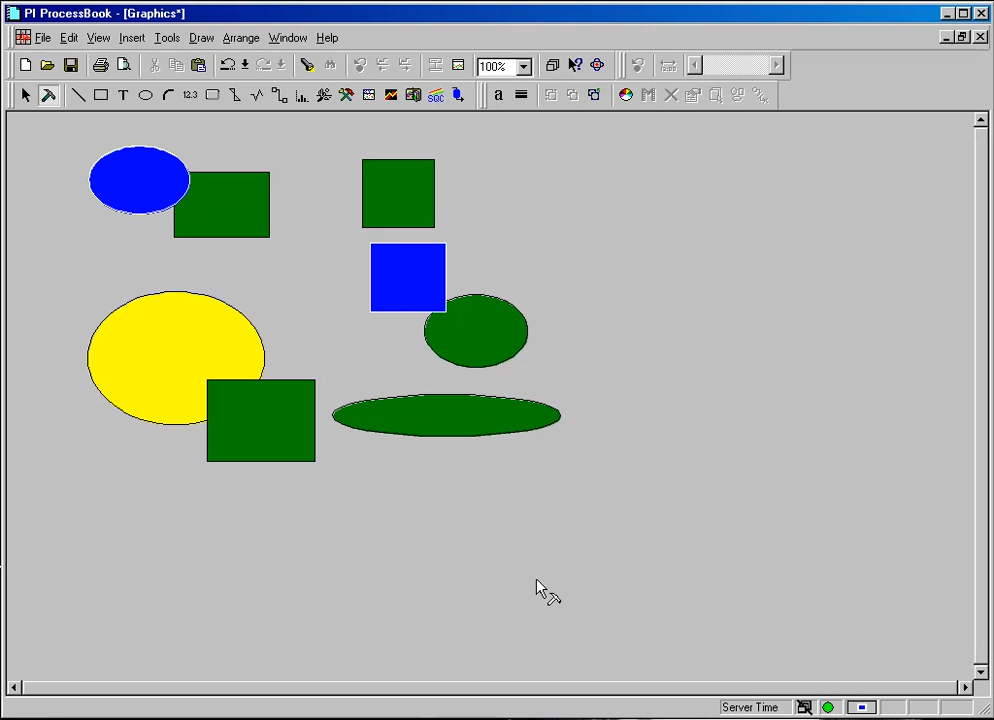 PI ProcessBook - [Graphics*]
File Edit View Insert Tools Draw Arrange Window Help
100%
T 12.3 SQC a
Server Time